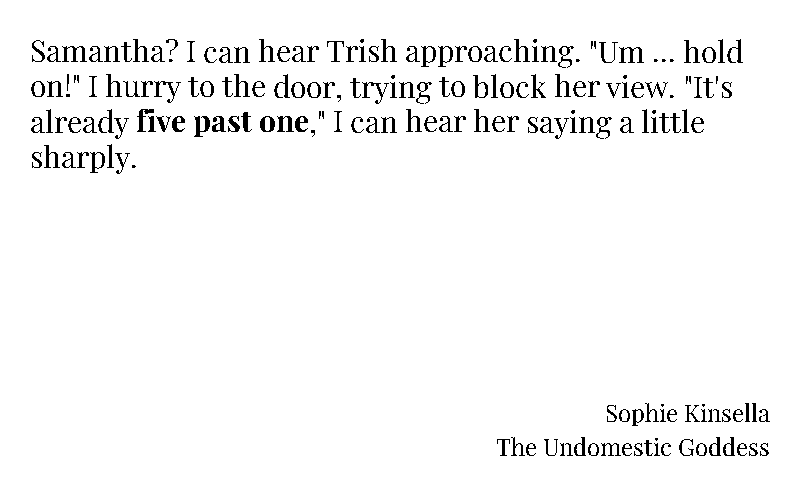 Samantha? I can hear Trish approaching. "Um ... hold
on!" I hurry to the door, trying to block her view. "It's
already five past one," I can hear her saying a little
sharply.
Sophie Kinsella
The Undomestic Goddess